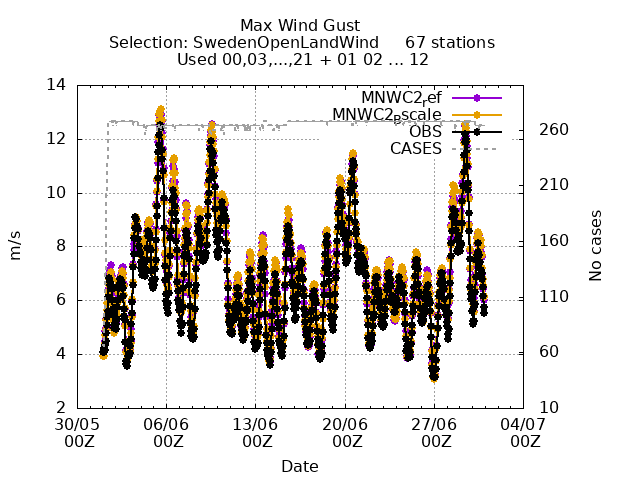 Max Wind Gust
Selection: SwedenOpenLandWind 67 stations
Used 00,03,...,21 + 01 02 ... 12
MNWC2ref
MNWC2pscale
OBS
CASES
14
12
10
8
6
4
2
m/s
260
210
160
110
60
10
No cases
30/05 06/06 13/06 20/06 27/06 04/07
00Z 00Z 00Z 00Z 00Z 00Z
Date